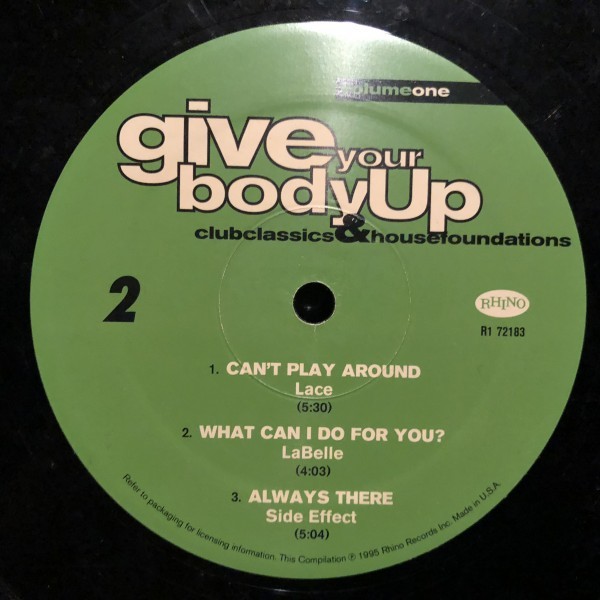 volumeone
give your
bodyUp
clubclassics&housefoundations
2
RHINO
R1 72183
1. CAN'T PLAY AROUND
Lace
(5:30)
2. WHAT CAN I DO FOR YOU?
LaBelle
(4:03)
3. ALWAYS THERE
Side Effect
(5:04)
Refer to packaging for licensing information. This Compilation ℗ 1995 Rhino Records Inc. Made in U.S.A.